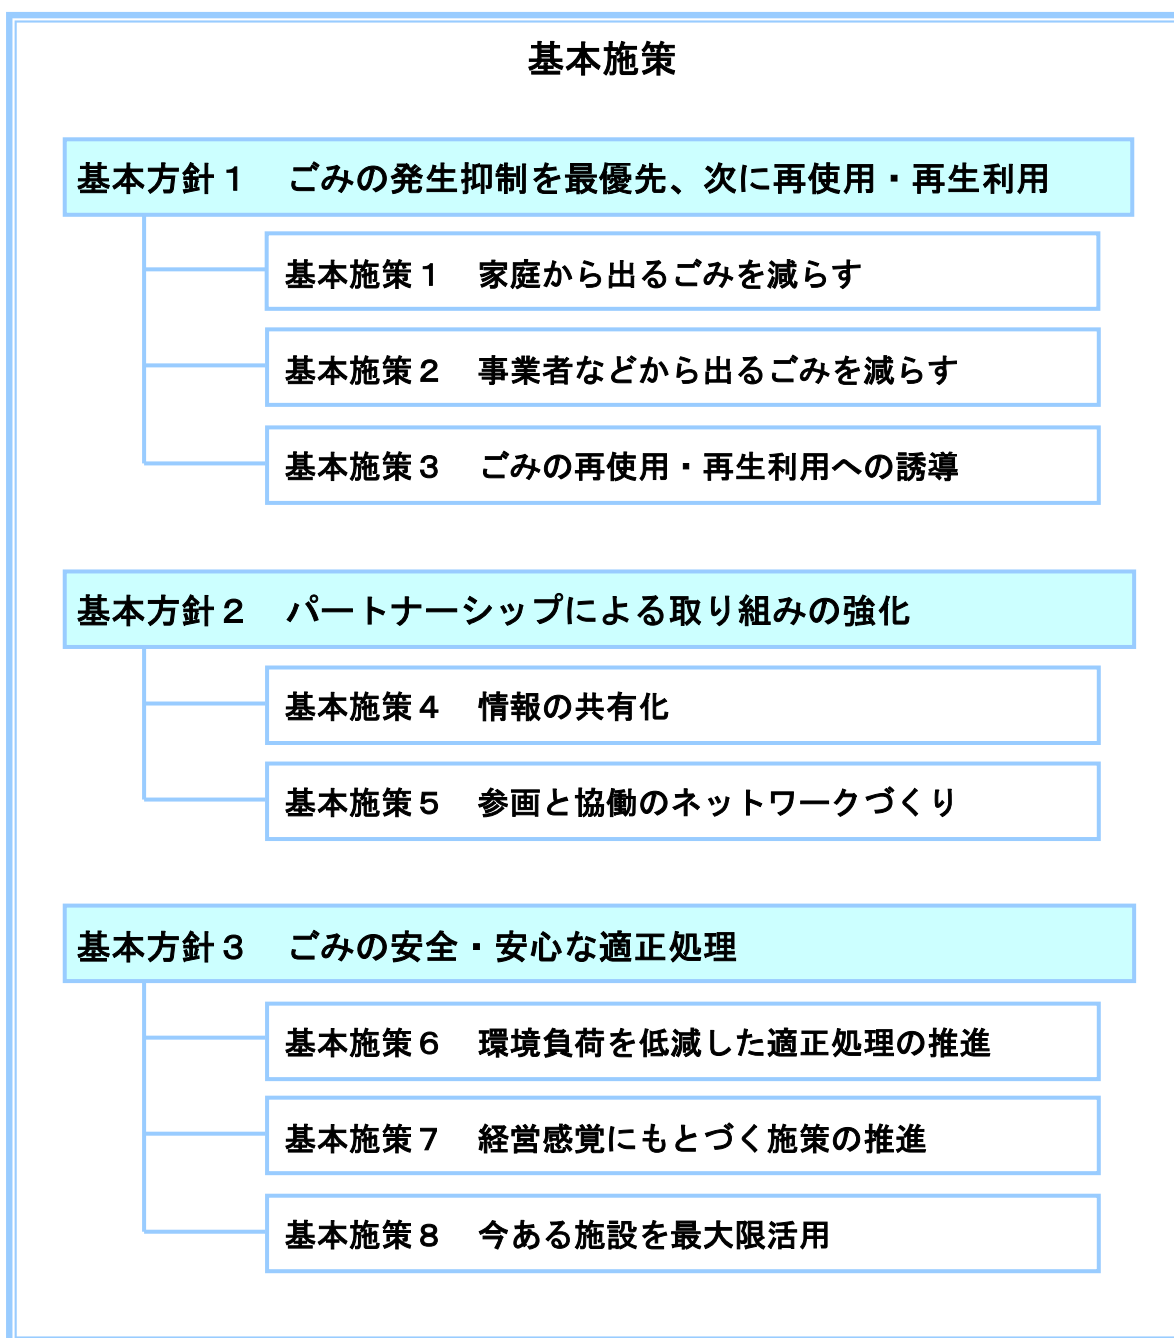 基本施策
基本方針１　ごみの発生抑制を最優先、次に再使用・再生利用
基本施策１　家庭から出るごみを減らす
基本施策２　事業者などから出るごみを減らす
基本施策３　ごみの再使用・再生利用への誘導
基本方針２　パートナーシップによる取り組みの強化
基本施策４　情報の共有化
基本施策５　参画と協働のネットワークづくり
基本方針３　ごみの安全・安心な適正処理
基本施策６　環境負荷を低減した適正処理の推進
基本施策７　経営感覚にもとづく施策の推進
基本施策８　今ある施設を最大限活用